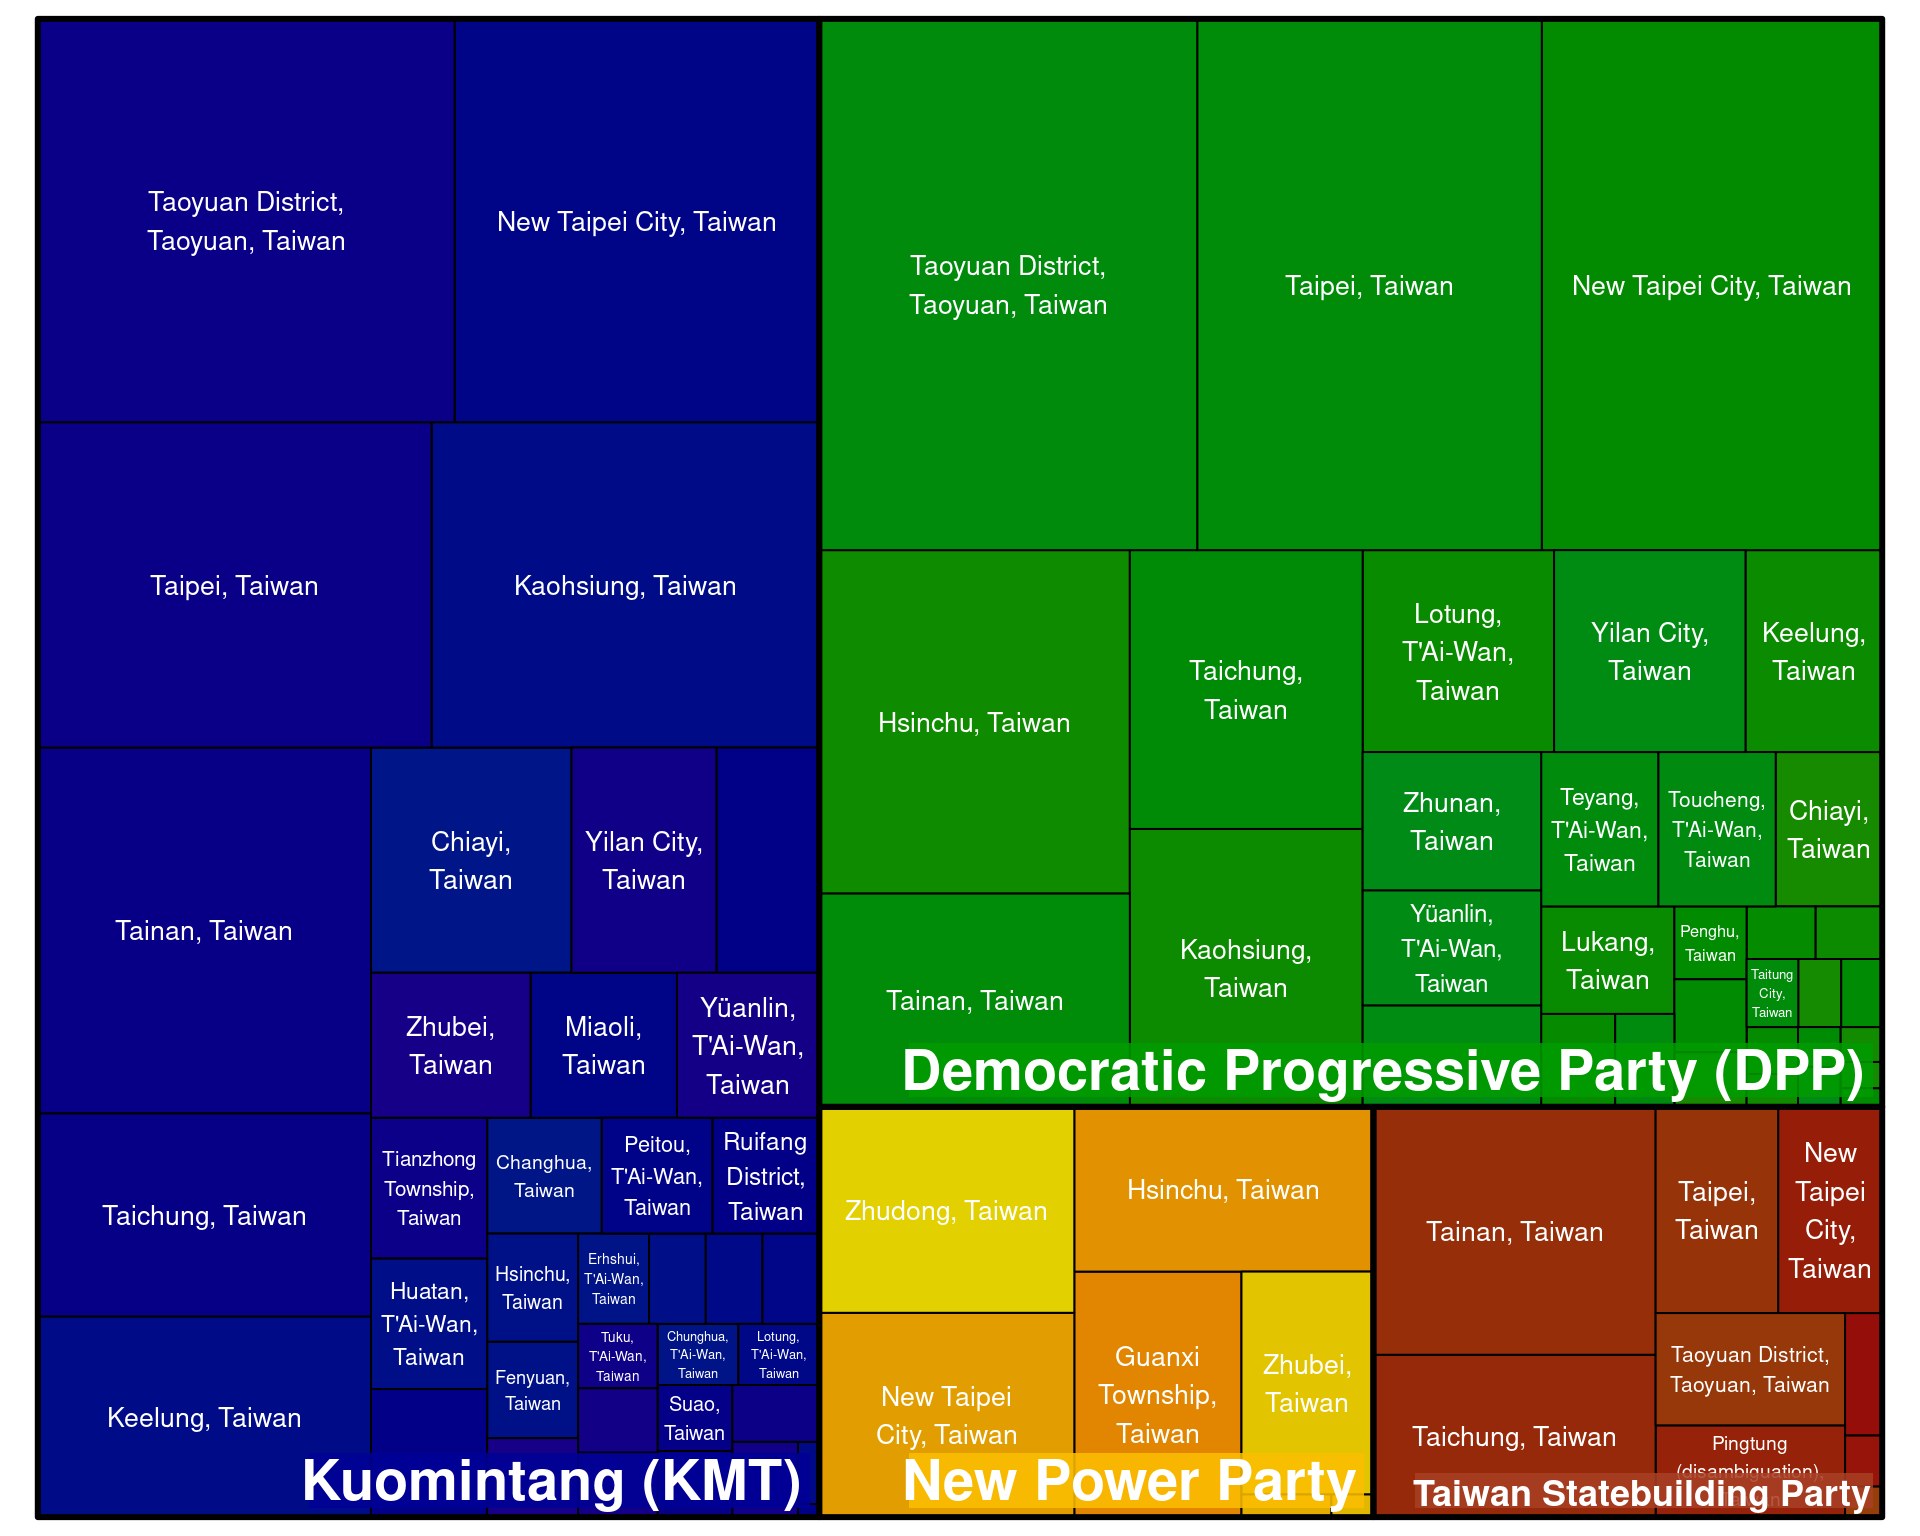 Taoyuan District,
Taoyuan, Taiwan
New Taipei City, Taiwan
Taipei, Taiwan
Kaohsiung, Taiwan
Tainan, Taiwan
Chiayi,
Taiwan
Yilan City,
Taiwan
Zhubei,
Taiwan
Miaoli,
Taiwan
Yüanlin,
T'Ai-Wan,
Taiwan
Taichung, Taiwan
Tianzhong
Township,
Taiwan
Changhua,
Taiwan
Peitou,
T'Ai-Wan,
Taiwan
Ruifang
District,
Taiwan
Huatan,
T'Ai-Wan,
Taiwan
Hsinchu,
Taiwan
Erhshui,
T'Ai-Wan,
Taiwan
Fenyuan,
Taiwan
Tuku,
T'Ai-Wan,
Taiwan
Chunghua,
T'Ai-Wan,
Taiwan
Lotung,
T'Ai-Wan,
Taiwan
Suao,
Taiwan
Keelung, Taiwan
Kuomintang (KMT)
Taoyuan District,
Taoyuan, Taiwan
Taipei, Taiwan
New Taipei City, Taiwan
Hsinchu, Taiwan
Taichung,
Taiwan
Lotung,
T'Ai-Wan,
Taiwan
Yilan City,
Taiwan
Keelung,
Taiwan
Zhunan,
Taiwan
Teyang,
T'Ai-Wan,
Taiwan
Toucheng,
T'Ai-Wan,
Taiwan
Chiayi,
Taiwan
Tainan, Taiwan
Kaohsiung,
Taiwan
Yüanlin,
T'Ai-Wan,
Taiwan
Lukang,
Taiwan
Penghu,
Taiwan
Taitung
City,
Taiwan
Democratic Progressive Party (DPP)
Zhudong, Taiwan
Hsinchu, Taiwan
New Taipei
City, Taiwan
Guanxi
Township,
Taiwan
Zhubei,
Taiwan
New Power Party
Tainan, Taiwan
Taipei,
Taiwan
New
Taipei
City,
Taiwan
Taichung, Taiwan
Taoyuan District,
Taoyuan, Taiwan
Pingtung
(disambiguation),
Taiwan Statebuilding Party